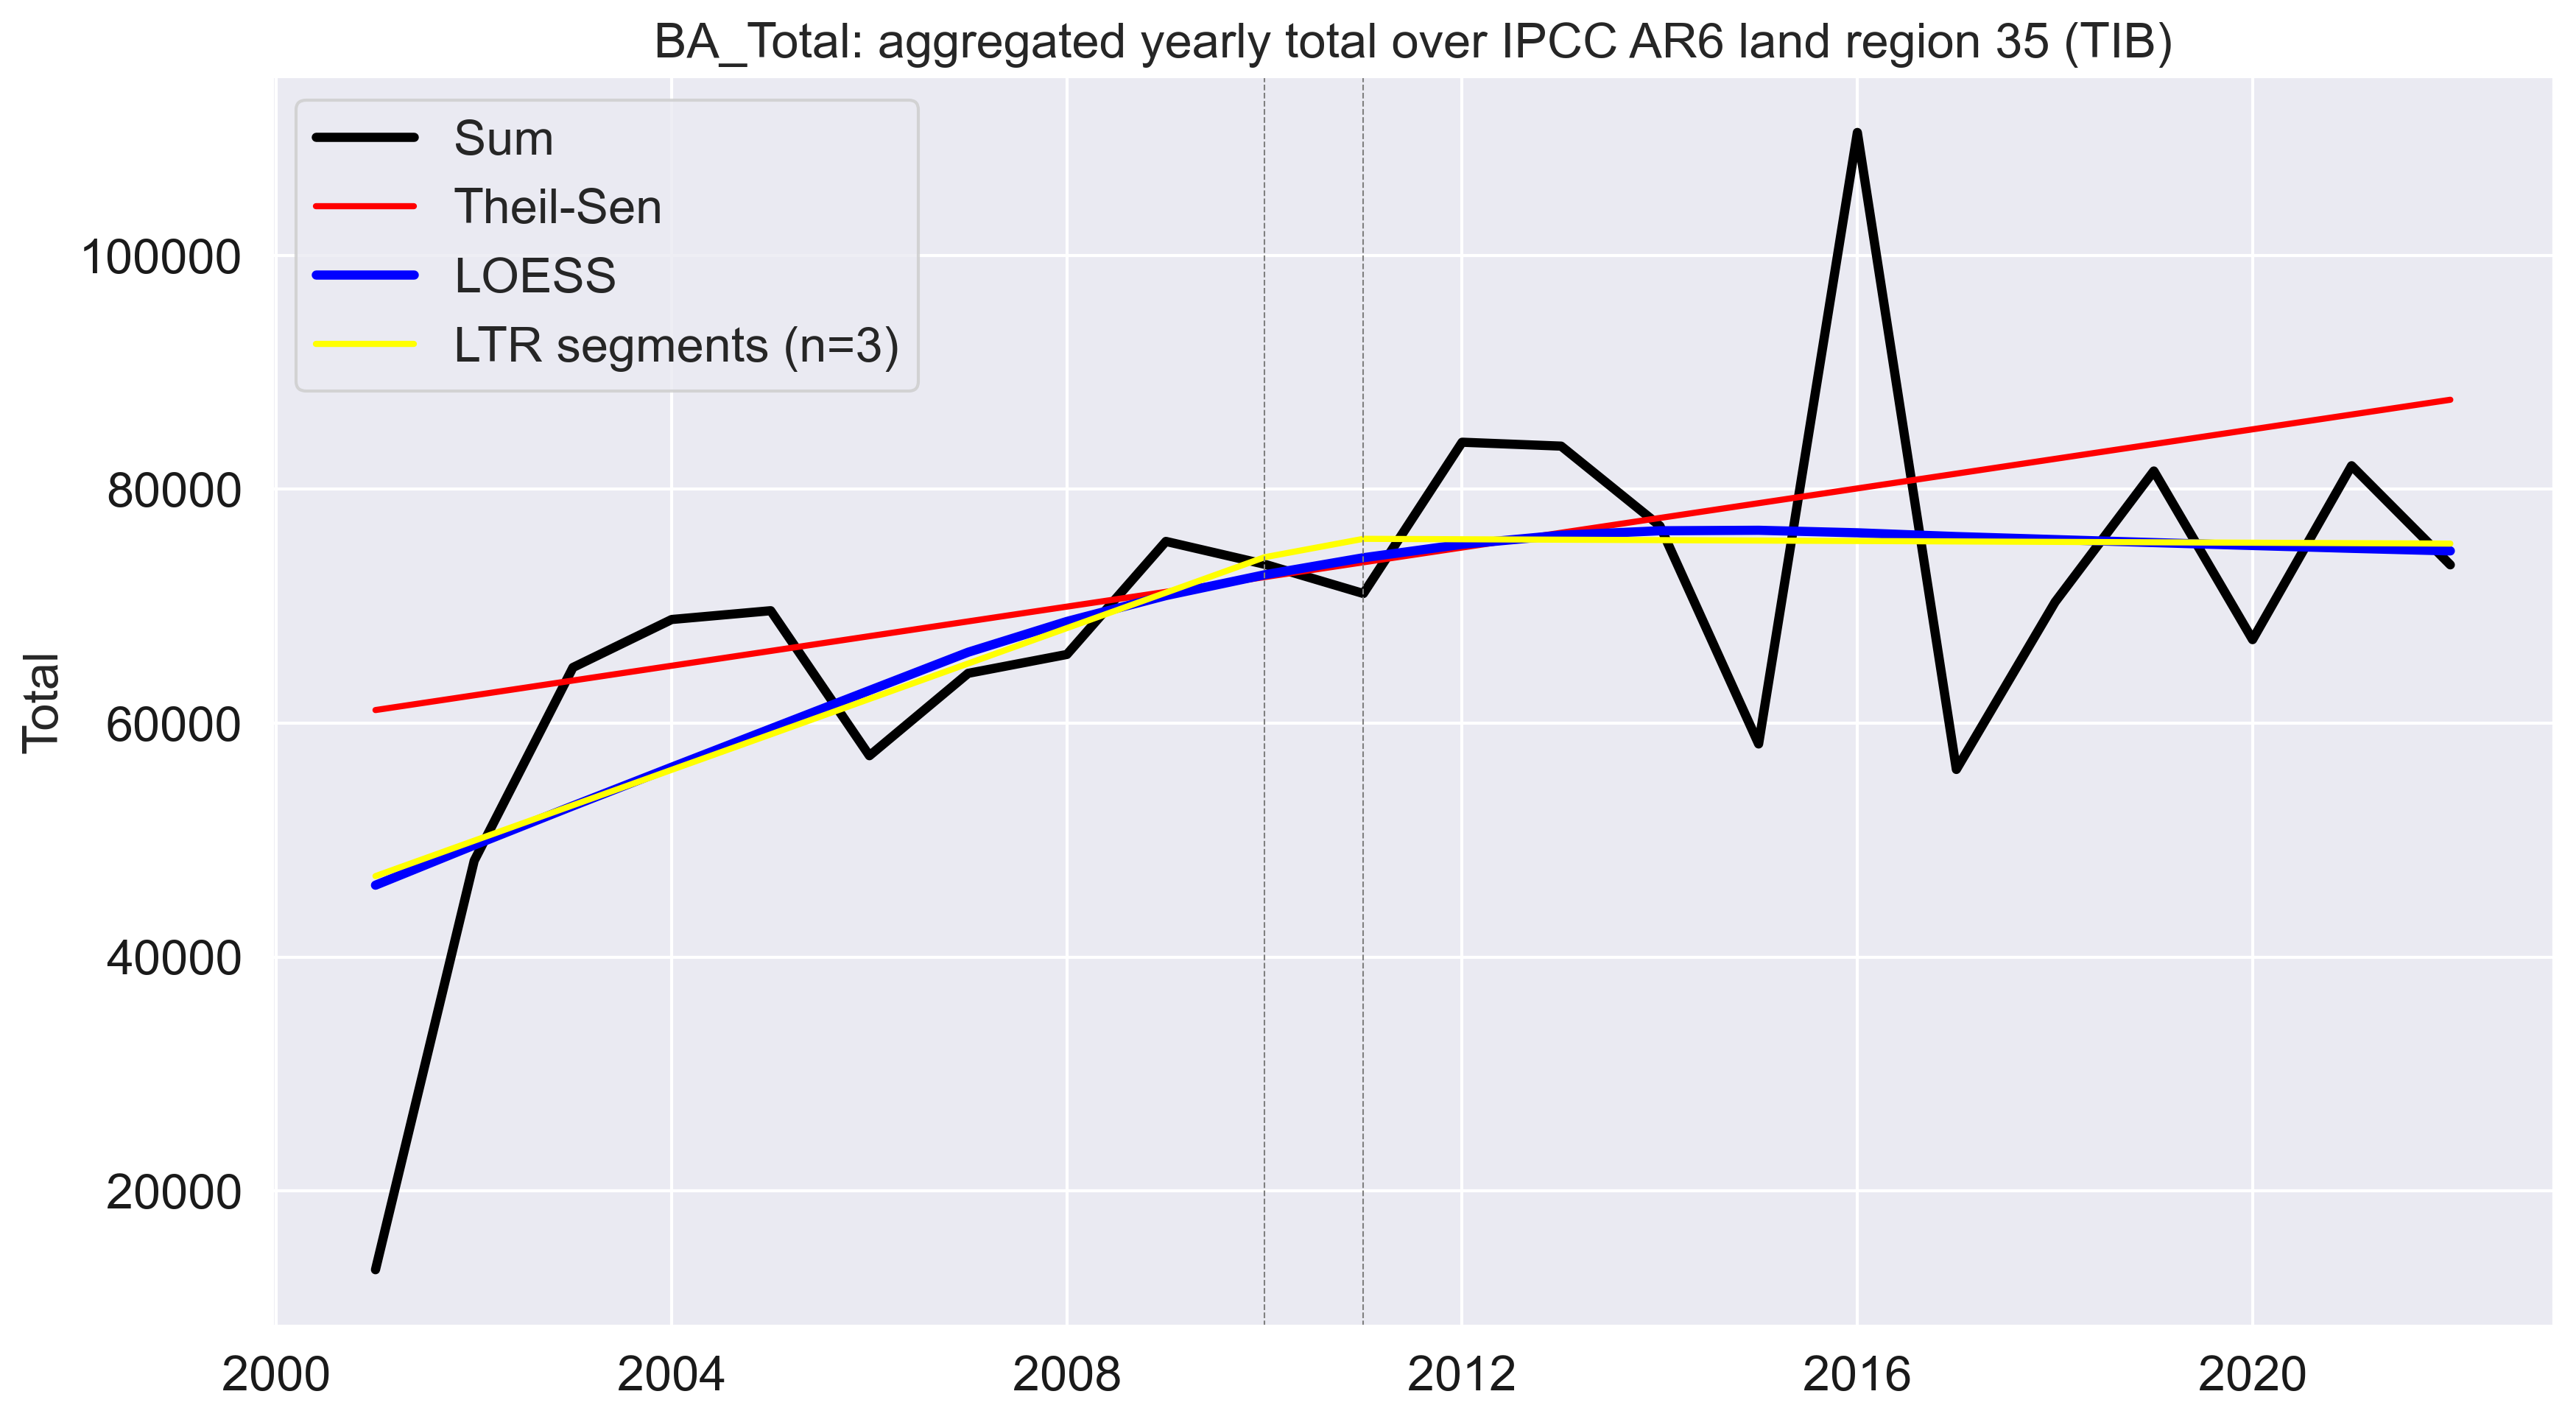 BA_Total: aggregated yearly total over IPCC AR6 land region 35 (TIB)
Sum
Theil-Sen
LOESS
LTR segments (n=3)
Total
100000
80000
60000
40000
20000
2000
2004
2008
2012
2016
2020